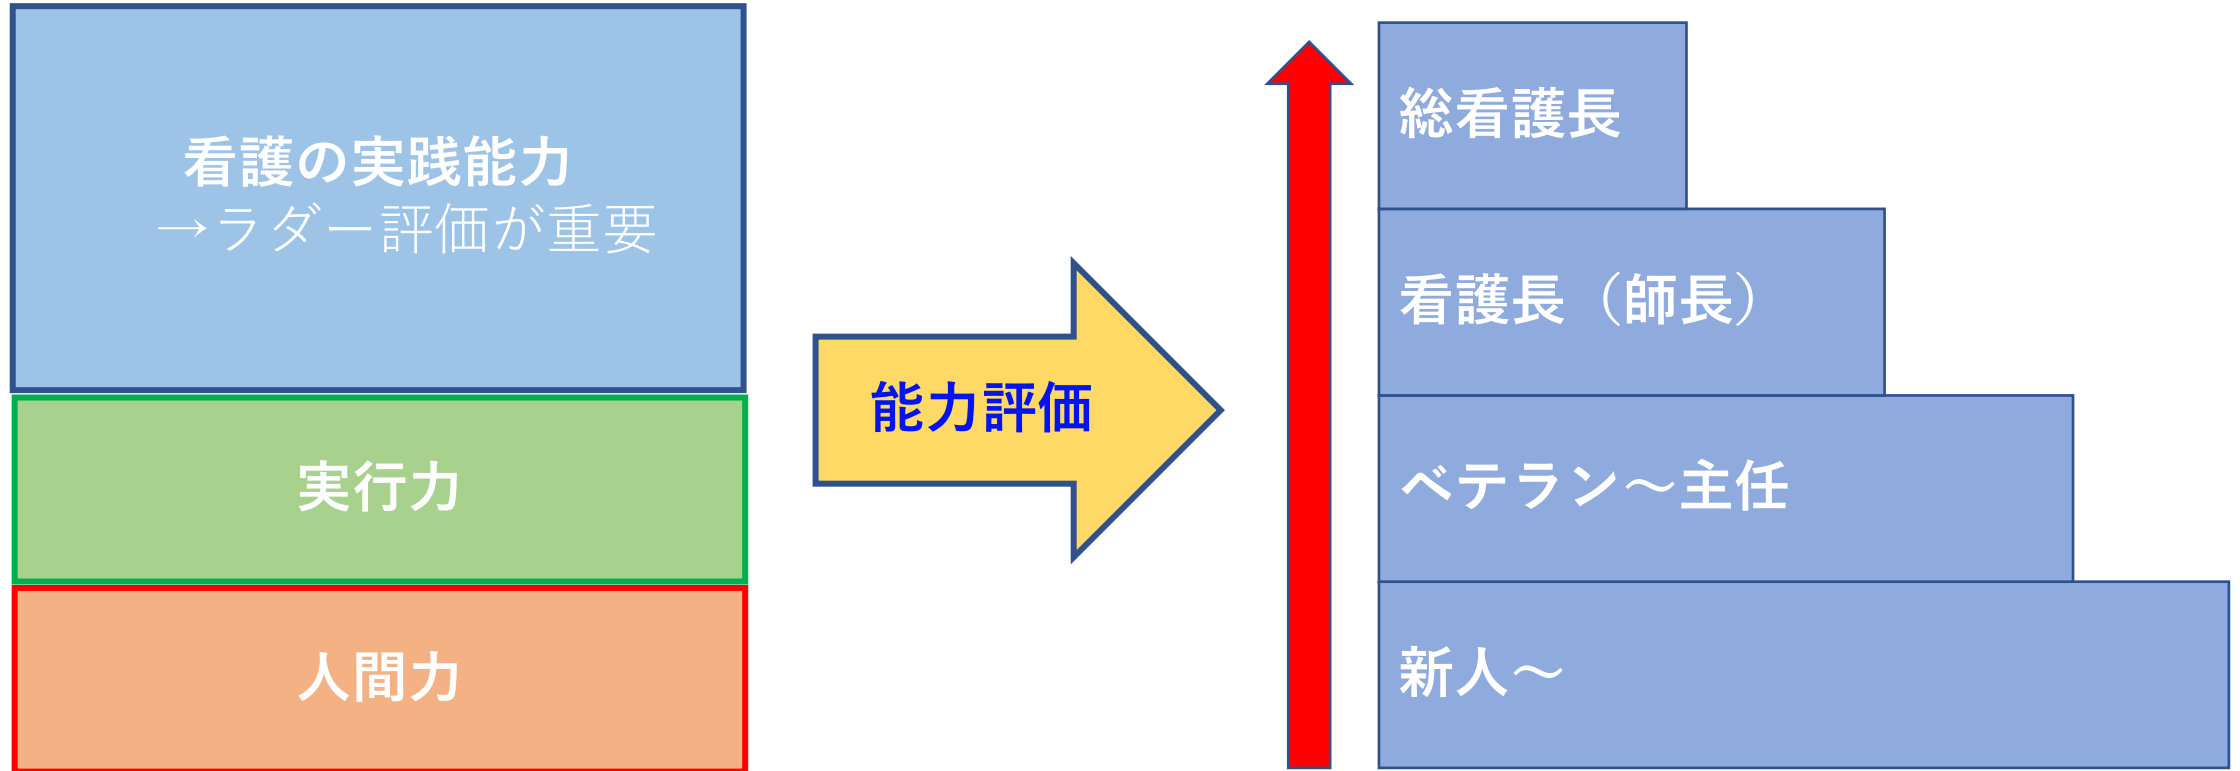 看護の実践能力
→ラダー評価が重要
実行力
人間力
能力評価
総看護長
看護長（師長）
ベテラン～主任
新人～